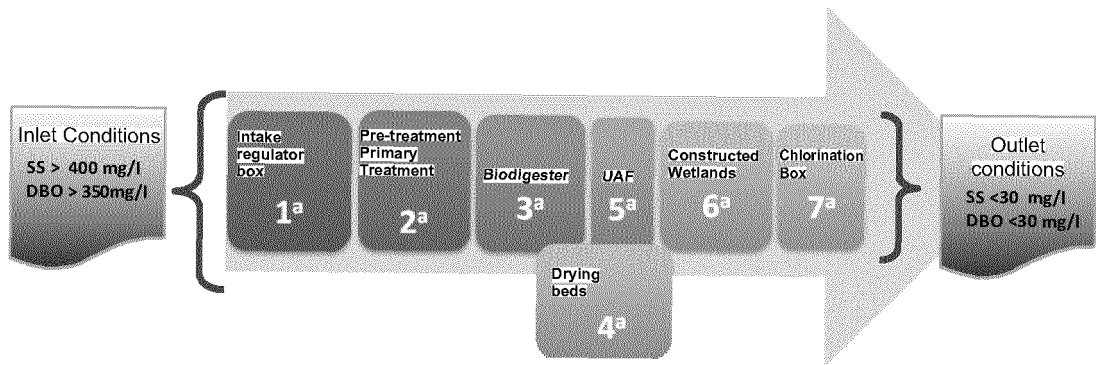 Inlet Conditions
SS > 400 mg/l
DBO > 350mg/l
Intake
regulator
box
1ª
Pre-treatment
Primary
Treatment
2ª
Biodigester
3ª
UAF
5ª
Constructed
Wetlands
6ª
Chlorination
Box
7ª
Drying
beds
4ª
Outlet
conditions
SS <30 mg/l
DBO <30 mg/l